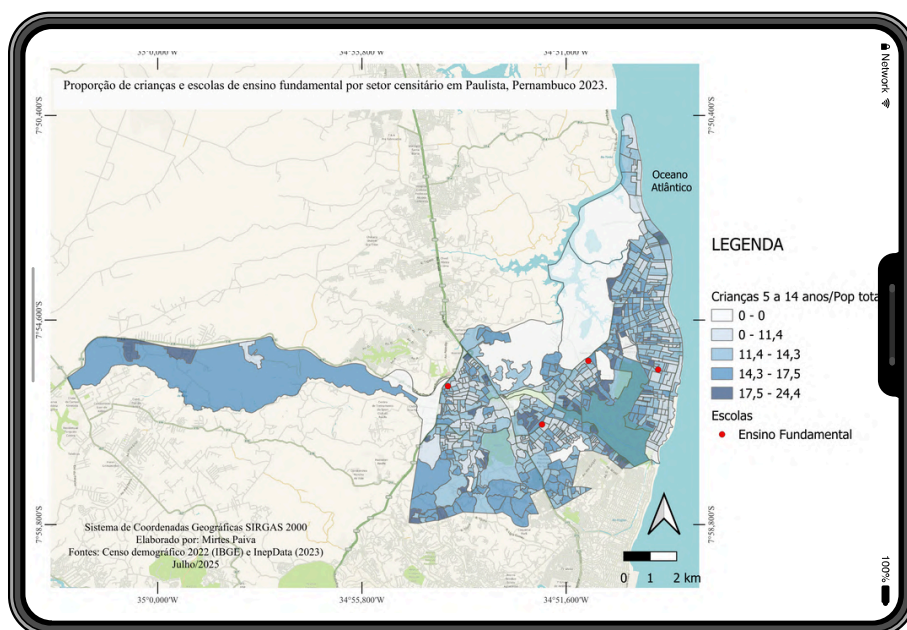 35°0,000'W 34°55,800'W 34°51,600'W
Proporção de crianças e escolas de ensino fundamental por setor censitário em Paulista, Pernambuco 2023.
7°50,400'S
7°50,400'S
Oceano
Atlântico
Network
LEGENDA
Crianças 5 a 14 anos/Pop tota
0 - 0
0 - 11,4
11,4 - 14,3
14,3 - 17,5
17,5 - 24,4
Escolas
Ensino Fundamental
7°54,600'S
7°54,600'S
7°58,800'S
7°58,800'S
Sistema de Coordenadas Geográficas SIRGAS 2000
Elaborado por: Mirtes Paiva
Fontes: Censo demográfico 2022 (IBGE) e InepData (2023)
Julho/2025
0 1 2 km
100%
35°0,000'W 34°55,800'W 34°51,600'W